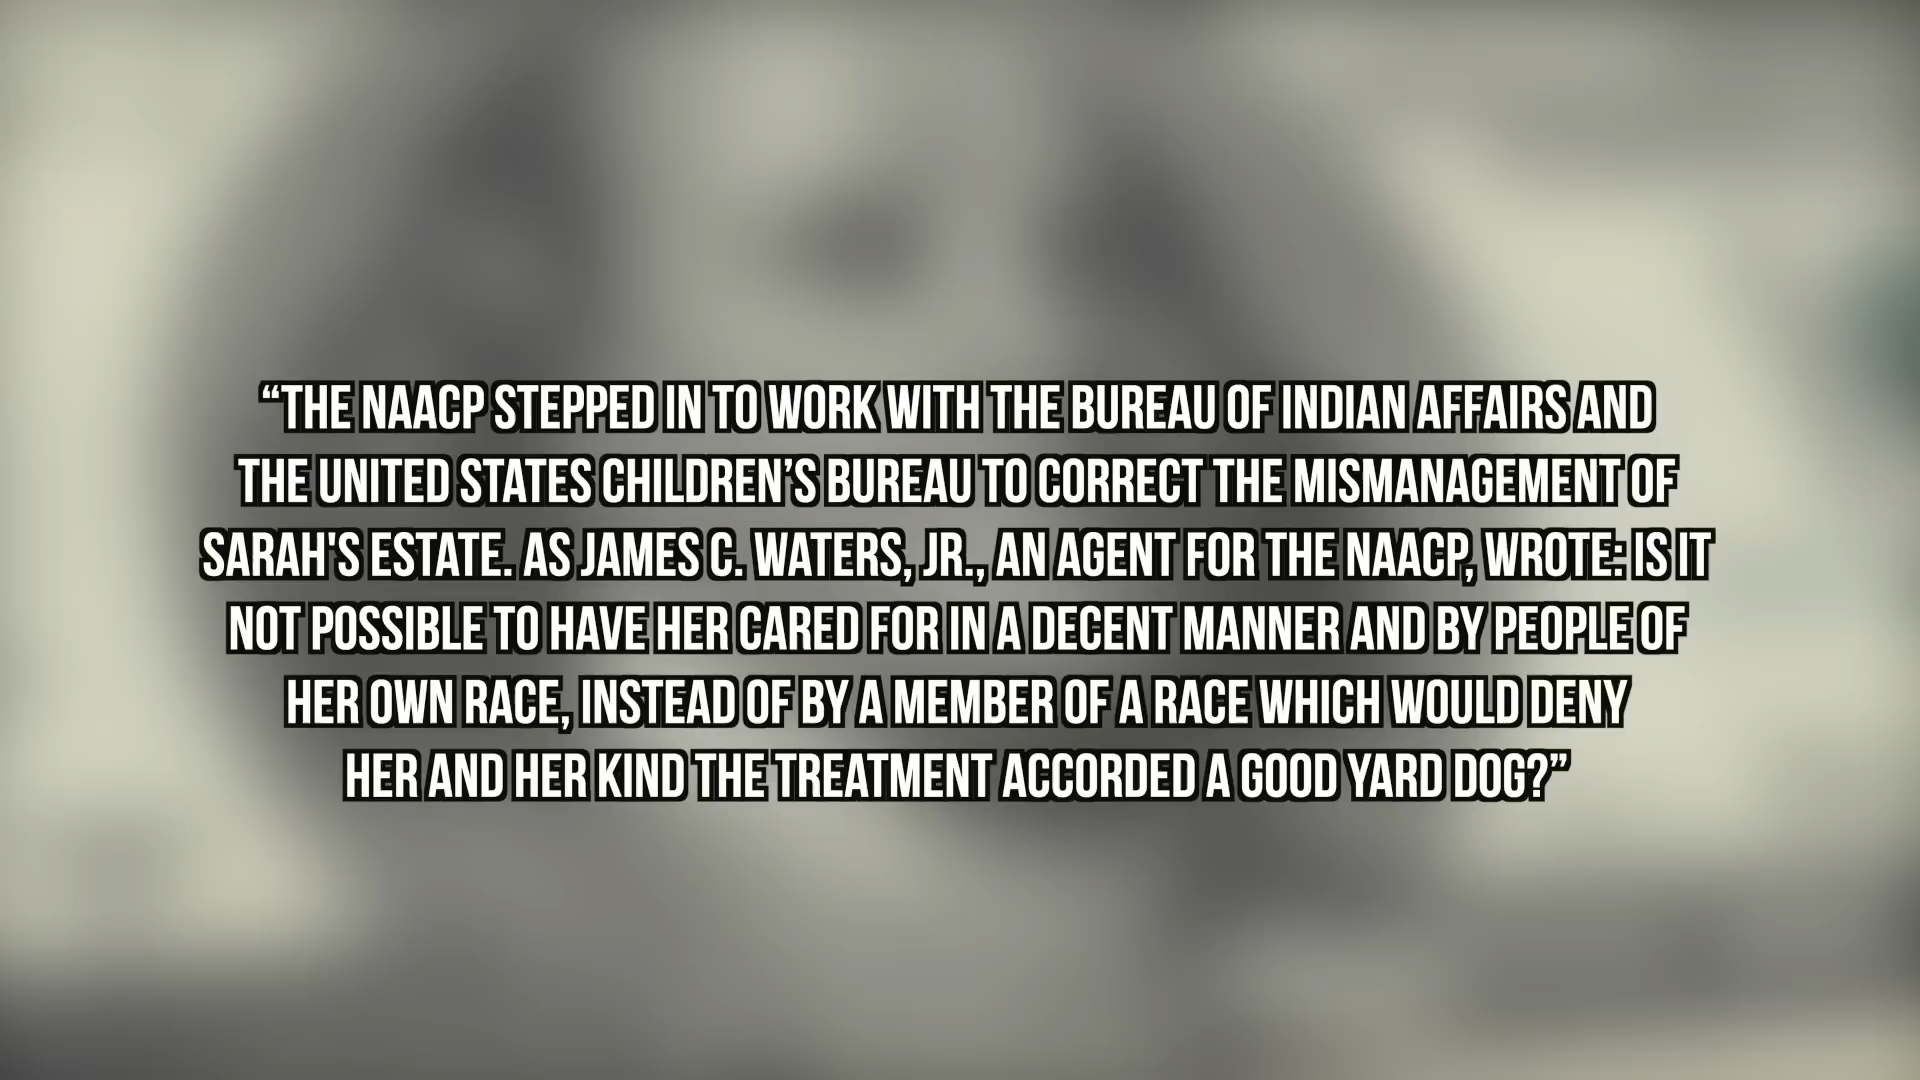 “THE NAACP STEPPED IN TO WORK WITH THE BUREAU OF INDIAN AFFAIRS AND
THE UNITED STATES CHILDREN’S BUREAU TO CORRECT THE MISMANAGEMENT OF
SARAH'S ESTATE. AS JAMES C. WATERS, JR., AN AGENT FOR THE NAACP, WROTE: IS IT
NOT POSSIBLE TO HAVE HER CARED FOR IN A DECENT MANNER AND BY PEOPLE OF
HER OWN RACE, INSTEAD OF BY A MEMBER OF A RACE WHICH WOULD DENY
HER AND HER KIND THE TREATMENT ACCORDED A GOOD YARD DOG?”